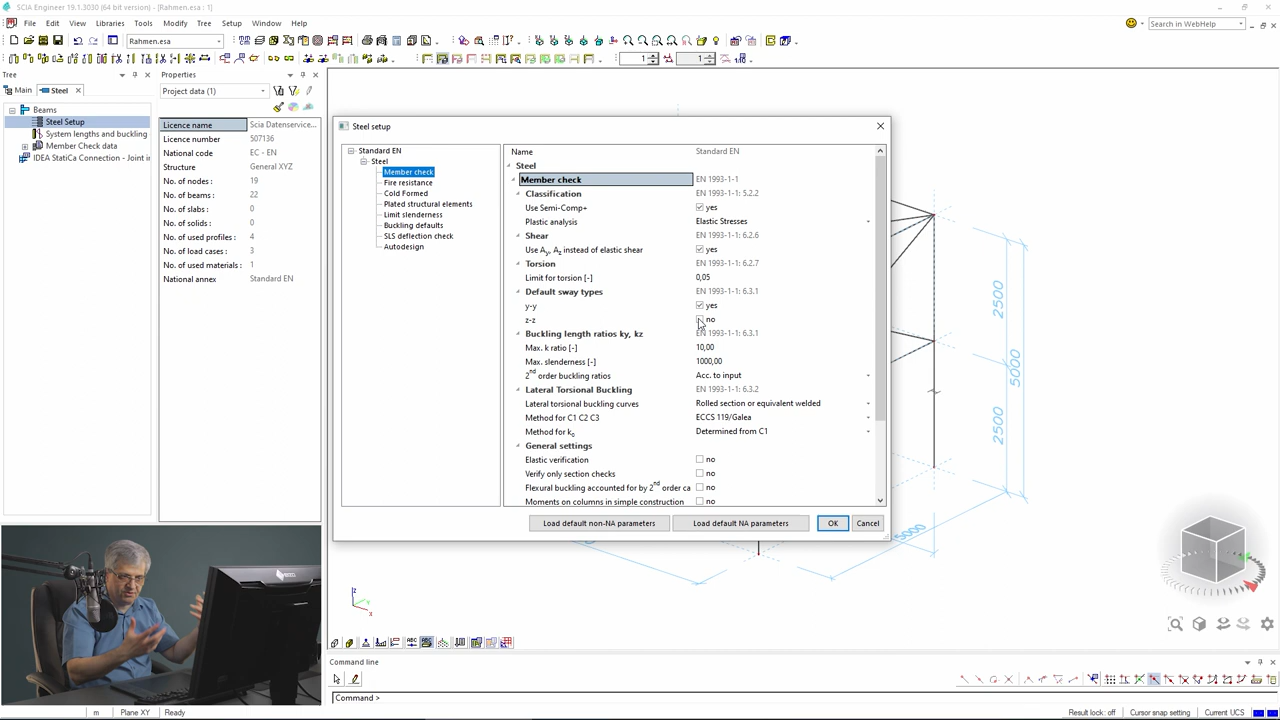 SCIA Engineer 19.1.3030 (64 bit version) - [Rahmen.esa : 1]
File Edit View Libraries Tools Modify Tree Setup Window Help
Search in WebHelp
Rahmen.esa
1 1
Tree Properties
Main Steel
Project data (1)
Beams
Steel Setup
System lengths and buckling
Member Check data
IDEA StatiCa Connection - Joint i
Licence name Scia Datenservice...
Licence number 507136
National code EC - EN
Structure General XYZ
No. of nodes 19
No. of beams 22
No. of slabs 0
No. of solids 0
No. of used profiles 4
No. of load cases 3
No. of used materials 1
National annex Standard EN
Steel setup
Standard EN
Steel
Member check
Fire resistance
Cold Formed
Plated structural elements
Limit slenderness
Buckling defaults
SLS deflection check
Autodesign
Name Standard EN
Steel
Member check EN 1993-1-1
Classification EN 1993-1-1: 5.2.2
Use Semi-Comp+ yes
Plastic analysis Elastic Stresses
Shear EN 1993-1-1: 6.2.6
Use Ay, Az instead of elastic shear yes
Torsion EN 1993-1-1: 6.2.7
Limit for torsion [-] 0,05
Default sway types EN 1993-1-1: 6.3.1
y-y yes
z-z no
Buckling length ratios ky, kz EN 1993-1-1: 6.3.1
Max. k ratio [-] 10,00
Max. slenderness [-] 1000,00
2nd order buckling ratios Acc. to input
Lateral Torsional Buckling EN 1993-1-1: 6.3.2
Lateral torsional buckling curves Rolled section or equivalent welded
Method for C1 C2 C3 ECCS 119/Galea
Method for kc Determined from C1
General settings
Elastic verification no
Verify only section checks no
Flexural buckling accounted for by 2nd order ca no
Moments on columns in simple construction no
Load default non-NA parameters Load default NA parameters OK Cancel
2500
5000
2500
5000
Command line
Command >
m Plane XY Ready Result lock: off Cursor snap setting Current UCS